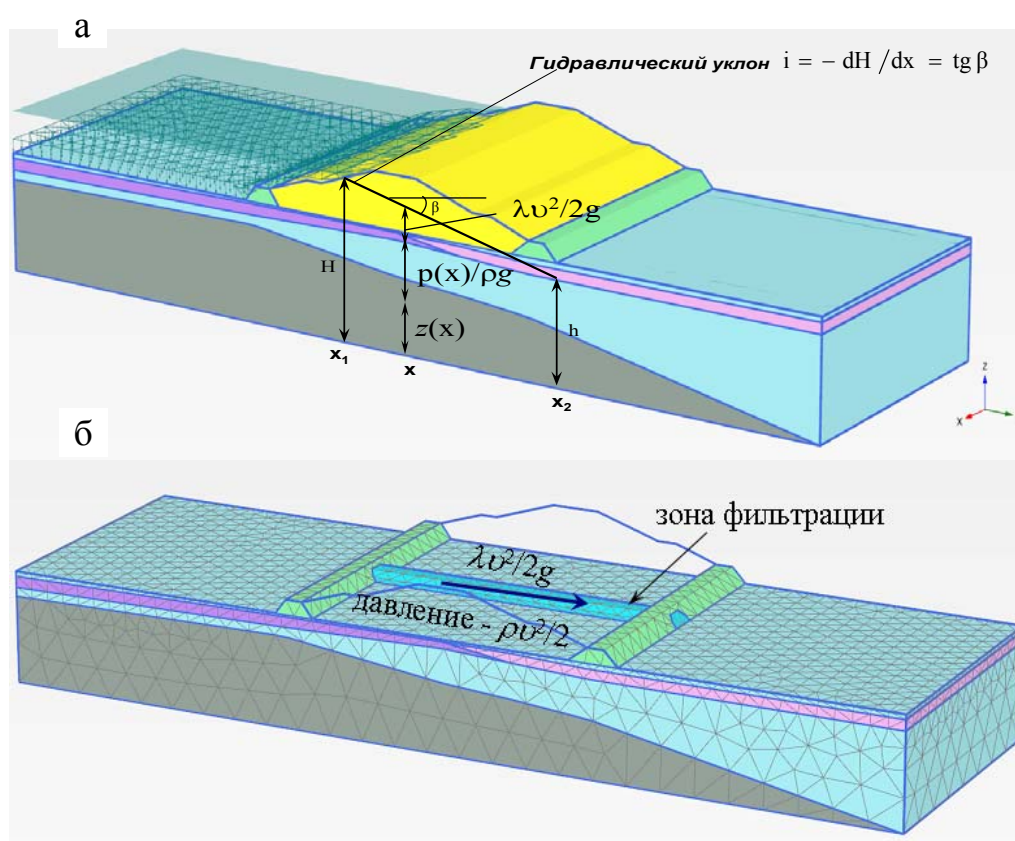 а
Гидравлический уклон i = – dH /dx = tg β
β
λυ²/2g
H
p(x)/ρg
z(x)
h
x₁
x
x₂
z
x
б
зона фильтрации
λυ²/2g
давление - ρυ²/2